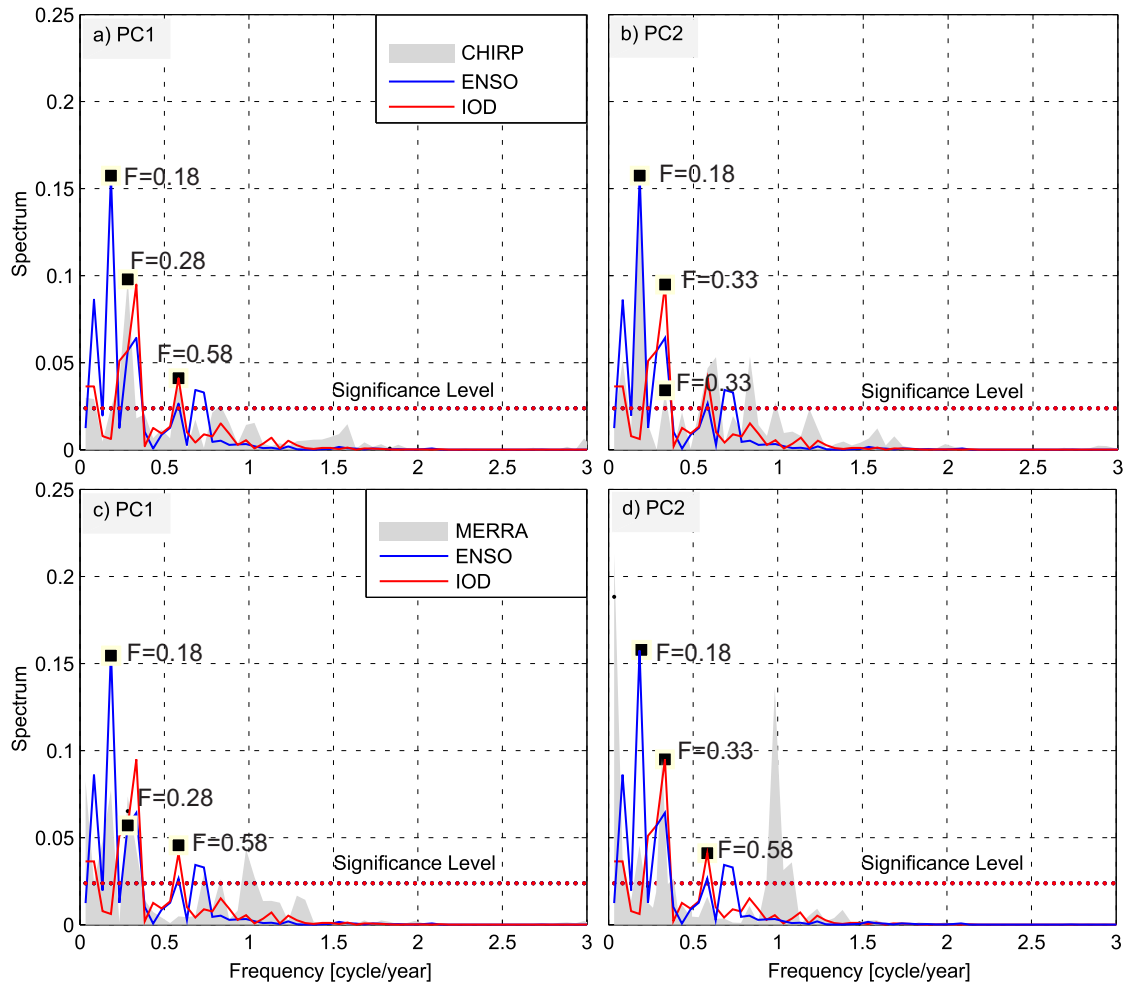 a) PC1
CHIRP
ENSO
IOD
F=0.18
F=0.28
F=0.58
Significance Level
Spectrum
0.25
0.2
0.15
0.1
0.05
0
0 0.5 1 1.5 2 2.5 3
b) PC2
F=0.18
F=0.33
F=0.33
Significance Level
0 0.5 1 1.5 2 2.5 3
c) PC1
MERRA
ENSO
IOD
F=0.18
F=0.28
F=0.58
Significance Level
Spectrum
0.25
0.2
0.15
0.1
0.05
0
0 0.5 1 1.5 2 2.5 3
Frequency [cycle/year]
d) PC2
F=0.18
F=0.33
F=0.58
Significance Level
0 0.5 1 1.5 2 2.5 3
Frequency [cycle/year]